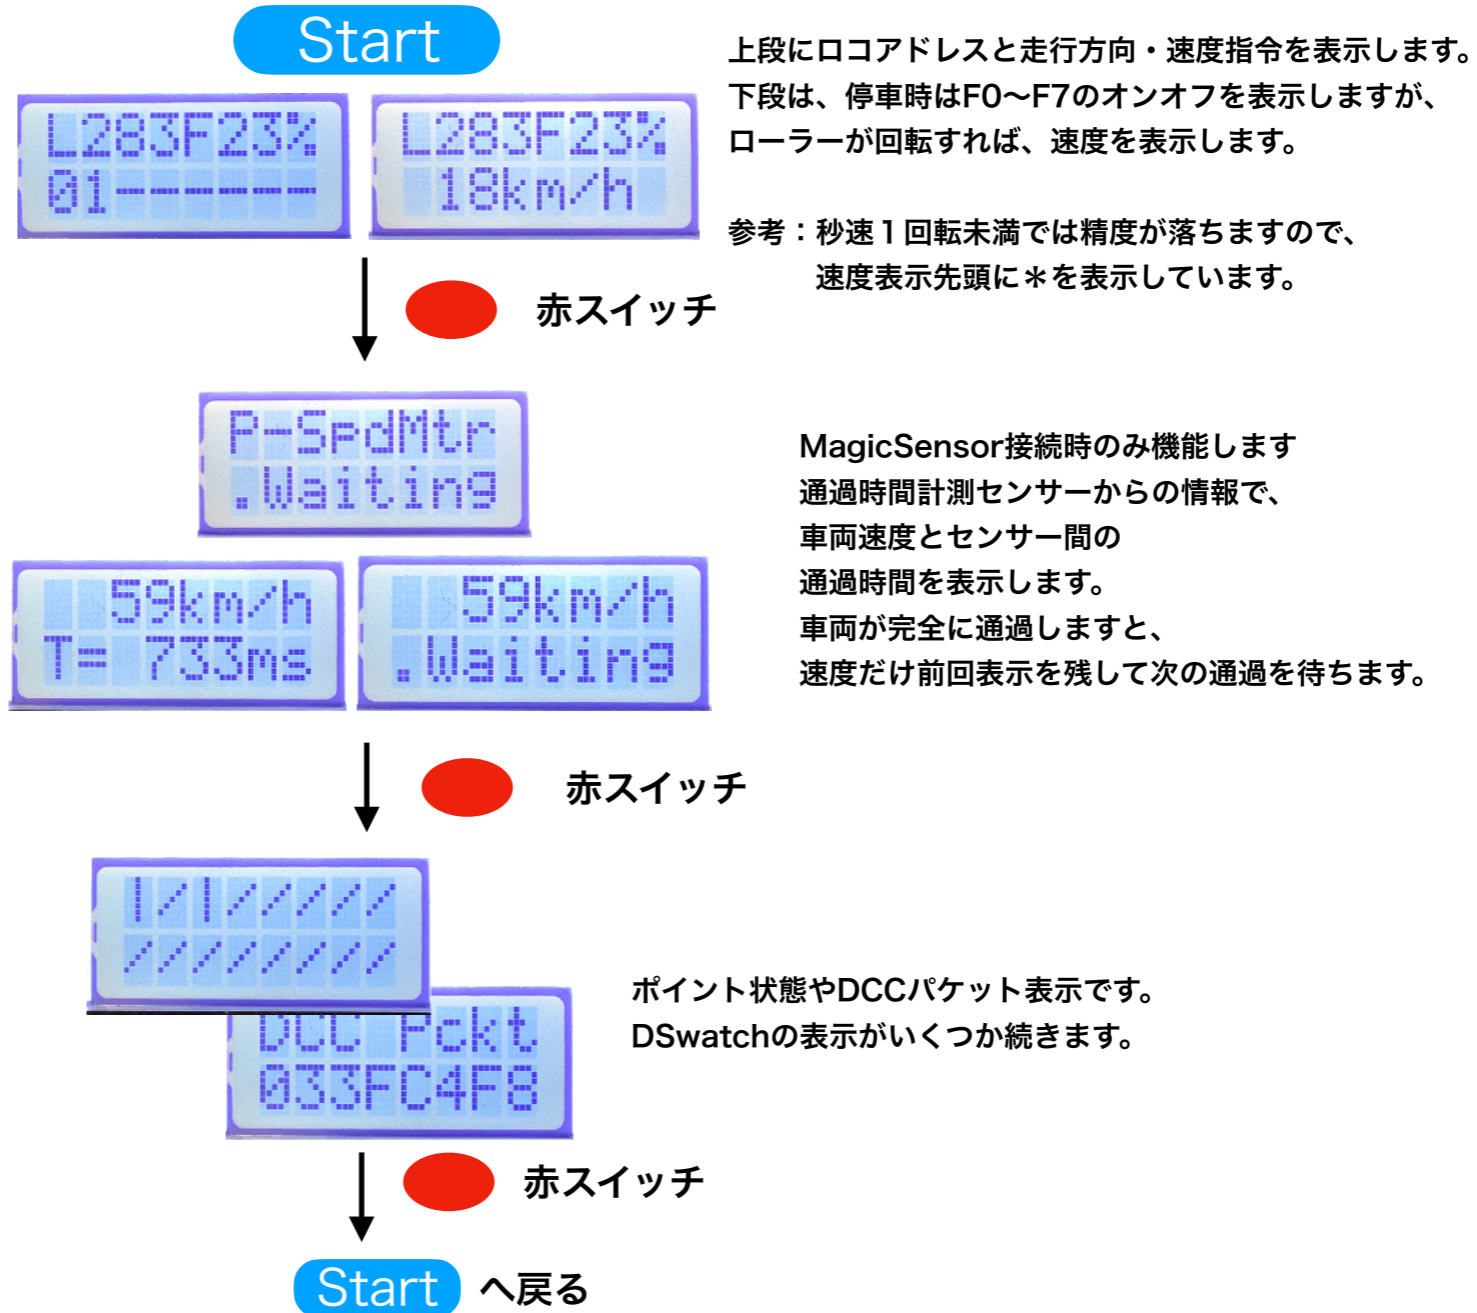 Start
上段にロコアドレスと走行方向・速度指令を表示します。
下段は、停車時はF0〜F7のオンオフを表示しますが、
ローラーが回転すれば、速度を表示します。
L283F23%
01------
L283F23%
18km/h
参考：秒速１回転未満では精度が落ちますので、
速度表示先頭に＊を表示しています。
赤スイッチ
P-SpdMtr
.Waiting
59km/h
T= 733ms
59km/h
.Waiting
MagicSensor接続時のみ機能します
通過時間計測センサーからの情報で、
車両速度とセンサー間の
通過時間を表示します。
車両が完全に通過しますと、
速度だけ前回表示を残して次の通過を待ちます。
赤スイッチ
|/|/////
////////
DCC Pckt
033FC4F8
ポイント状態やDCCパケット表示です。
DSwatchの表示がいくつか続きます。
赤スイッチ
Start へ戻る